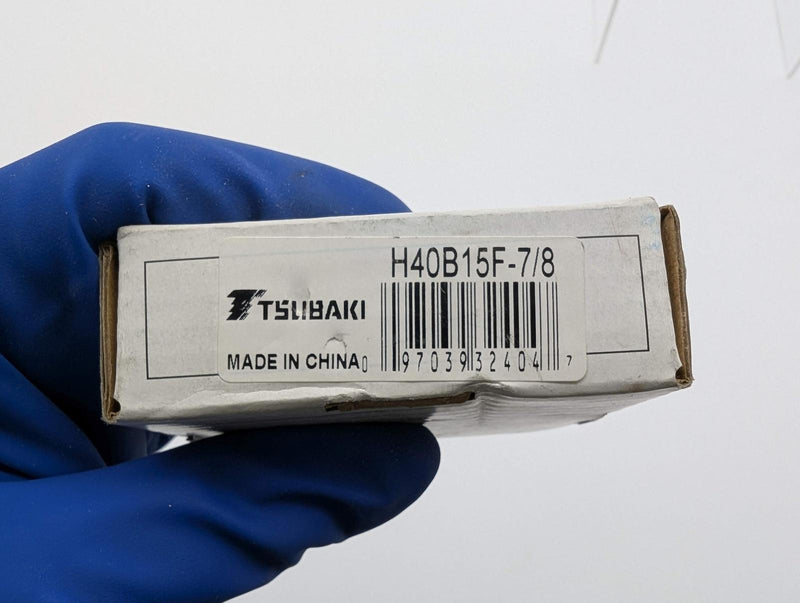 H40B15F-7/8
TSUBAKI
MADE IN CHINA
0 97039 32404 7